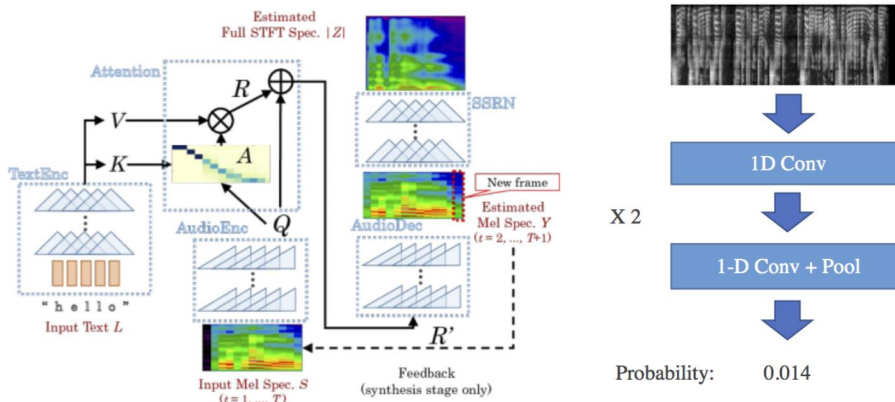 Estimated
Full STFT Spec. |Z|
Attention
R
V
SSRN
A
K
TextEnc
New frame
Q
Estimated
Mel Spec. Y
(t = 2, ..., T+1)
AudioEnc
AudioDec
"hello"
Input Text L
R'
Input Mel Spec. S
(t = 1, ..., T)
Feedback
(synthesis stage only)
1D Conv
X 2
1-D Conv + Pool
Probability: 0.014